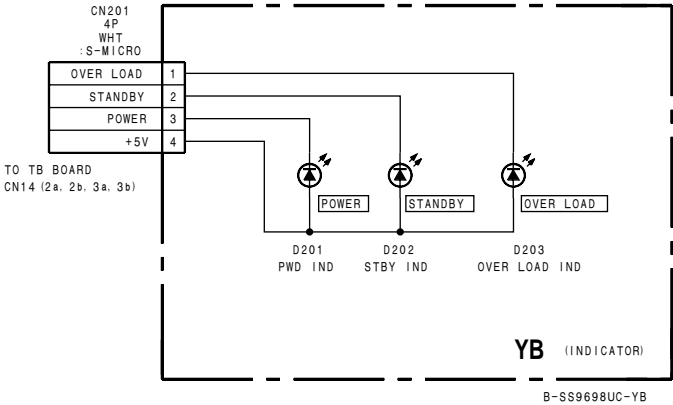 CN201
4P
WHT
:S-MICRO
OVER LOAD 1
STANDBY 2
POWER 3
+5V 4
TO TB BOARD
CN14 (2a, 2b, 3a, 3b)
POWER
STANDBY
OVER LOAD
D201
PWD IND
D202
STBY IND
D203
OVER LOAD IND
YB (INDICATOR)
B-SS9698UC-YB